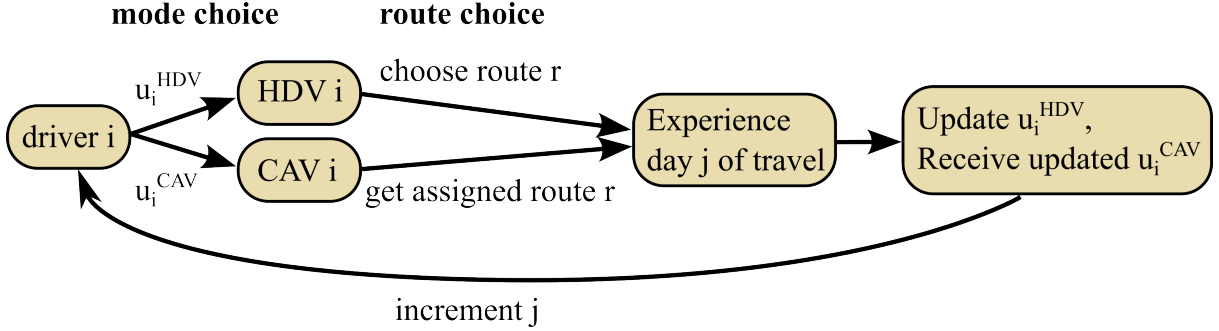 mode choice
route choice
driver i
u_i^HDV
u_i^CAV
HDV i
CAV i
choose route r
get assigned route r
Experience
day j of travel
Update u_i^HDV,
Receive updated u_i^CAV
increment j